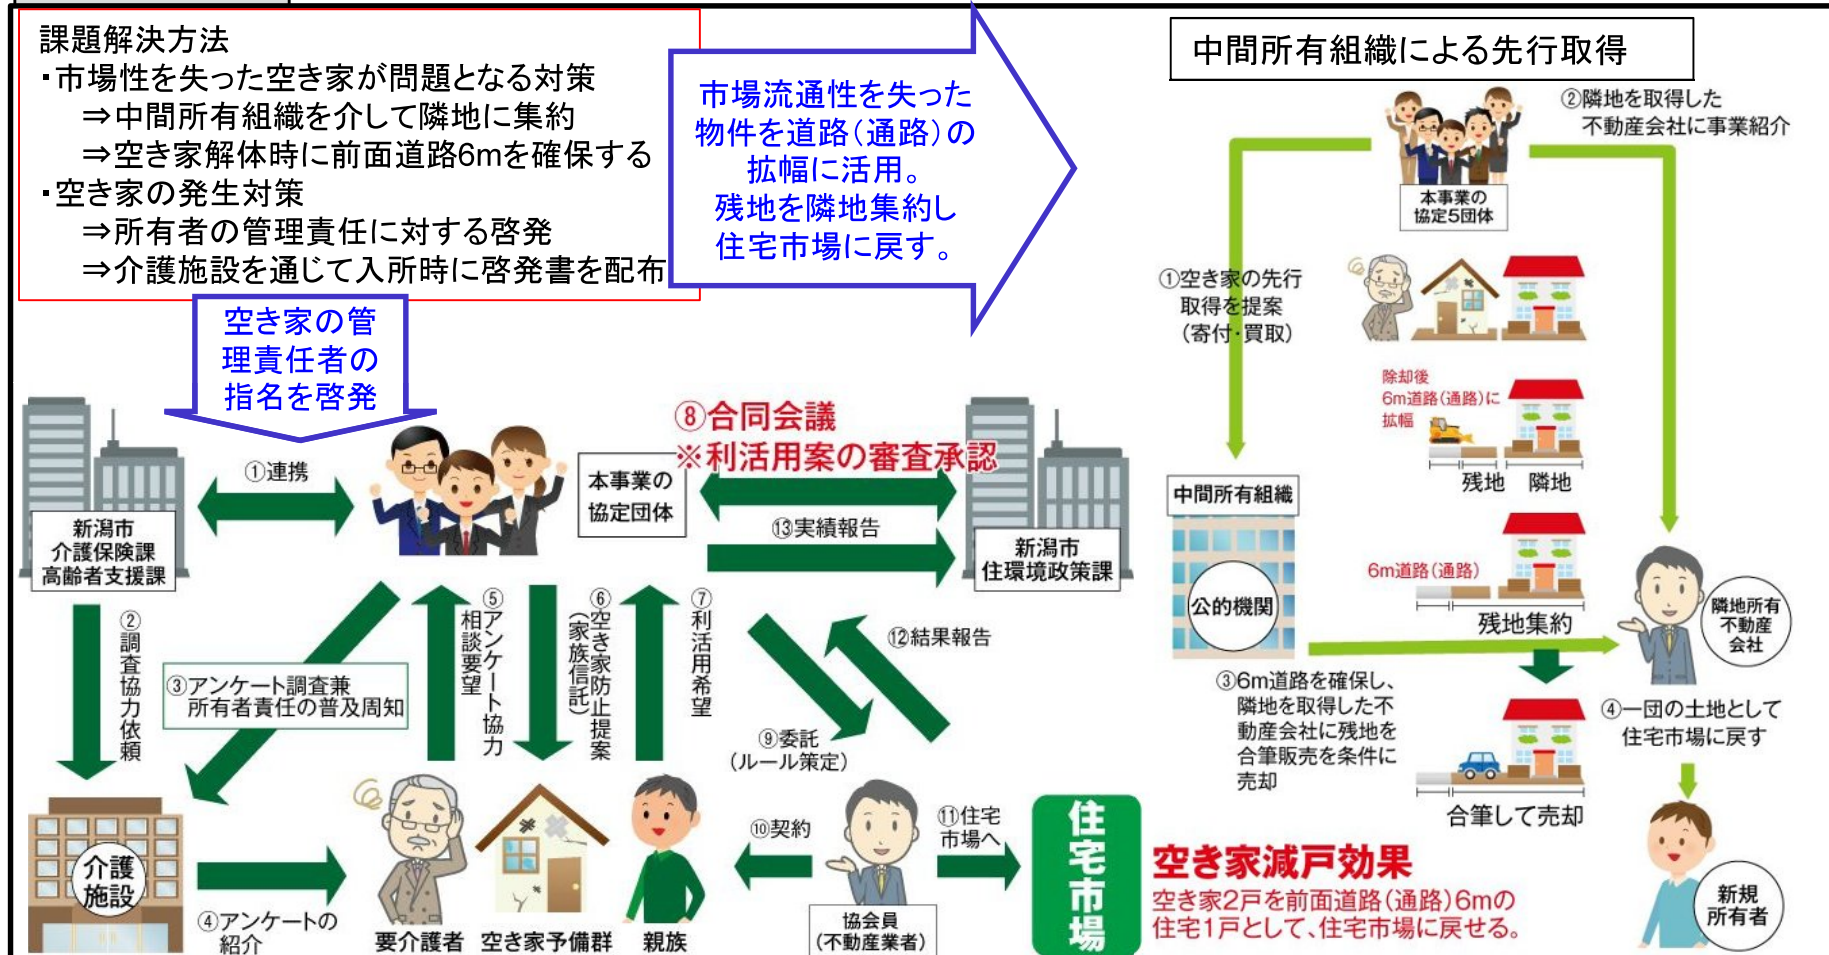 課題解決方法
・市場性を失った空き家が問題となる対策
⇒中間所有組織を介して隣地に集約
⇒空き家解体時に前面道路6mを確保する
・空き家の発生対策
⇒所有者の管理責任に対する啓発
⇒介護施設を通じて入所時に啓発書を配布
市場流通性を失った
物件を道路(通路)の
拡幅に活用。
残地を隣地集約し
住宅市場に戻す。
空き家の管
理責任者の
指名を啓発
新潟市
介護保険課
高齢者支援課
①連携
本事業の
協定団体
⑧合同会議
※利活用案の審査承認
⑬実績報告
新潟市
住環境政策課
②調査協力依頼
③アンケート調査兼
所有者責任の普及周知
⑤アンケート協力
相談要望
⑥空き家防止提案
(家族信託)
⑦利活用希望
⑫結果報告
⑨委託
(ルール策定)
介護
施設
④アンケートの
紹介
要介護者
空き家予備群
親族
⑩契約
協会員
(不動産業者)
⑪住宅
市場へ
住宅市場
中間所有組織による先行取得
②隣地を取得した
不動産会社に事業紹介
本事業の
協定5団体
①空き家の先行
取得を提案
(寄付・買取)
除却後
6m道路(通路)に
拡幅
残地
隣地
中間所有組織
公的機関
6m道路(通路)
残地集約
隣地所有
不動産
会社
③6m道路を確保し、
隣地を取得した不
動産会社に残地を
合筆販売を条件に
売却
④一団の土地として
住宅市場に戻す
合筆して売却
空き家減戸効果
空き家2戸を前面道路(通路)6mの
住宅1戸として、住宅市場に戻せる。
新規
所有者